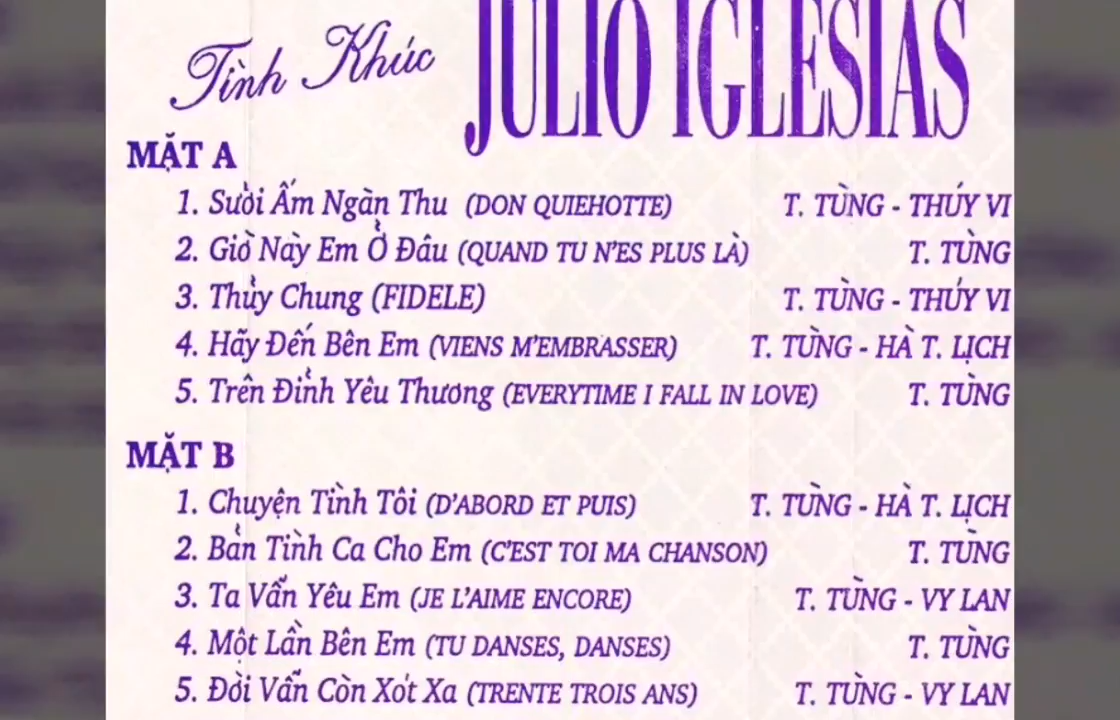 Tình Khúc JULIO IGLESIAS
MẶT A
1. Suối Ấm Ngàn Thu (DON QUIEHOTTE) T. TÙNG - THÚY VI
2. Giờ Này Em Ở Đâu (QUAND TU N'ES PLUS LÀ) T. TÙNG
3. Thủy Chung (FIDELE) T. TÙNG - THÚY VI
4. Hãy Đến Bên Em (VIENS M'EMBRASSER) T. TÙNG - HÀ T. LỊCH
5. Trên Đỉnh Yêu Thương (EVERYTIME I FALL IN LOVE) T. TÙNG
MẶT B
1. Chuyện Tình Tôi (D'ABORD ET PUIS) T. TÙNG - HÀ T. LỊCH
2. Bản Tình Ca Cho Em (C'EST TOI MA CHANSON) T. TÙNG
3. Ta Vẫn Yêu Em (JE L'AIME ENCORE) T. TÙNG - VY LAN
4. Một Lần Bên Em (TU DANSES, DANSES) T. TÙNG
5. Đời Vẫn Còn Xót Xa (TRENTE TROIS ANS) T. TÙNG - VY LAN